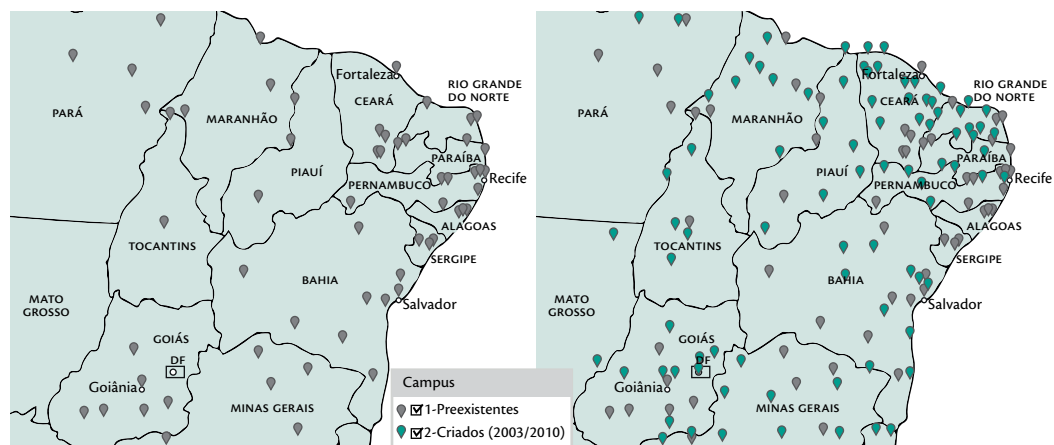 Fortaleza
RIO GRANDE
DO NORTE
CEARÁ
PARÁ
MARANHÃO
PARAÍBA
PIAUÍ
PERNAMBUCO
Recife
ALAGOAS
TOCANTINS
SERGIPE
BAHIA
MATO
GROSSO
Salvador
GOIÁS
DF
Goiânia
MINAS GERAIS
Campus
1-Preexistentes
2-Criados (2003/2010)
Fortaleza
RIO GRANDE
DO NORTE
CEARÁ
PARÁ
MARANHÃO
PARAÍBA
PIAUÍ
PERNAMBUCO
Recife
ALAGOAS
TOCANTINS
SERGIPE
BAHIA
MATO
GROSSO
Salvador
GOIÁS
DF
Goiânia
MINAS GERAIS